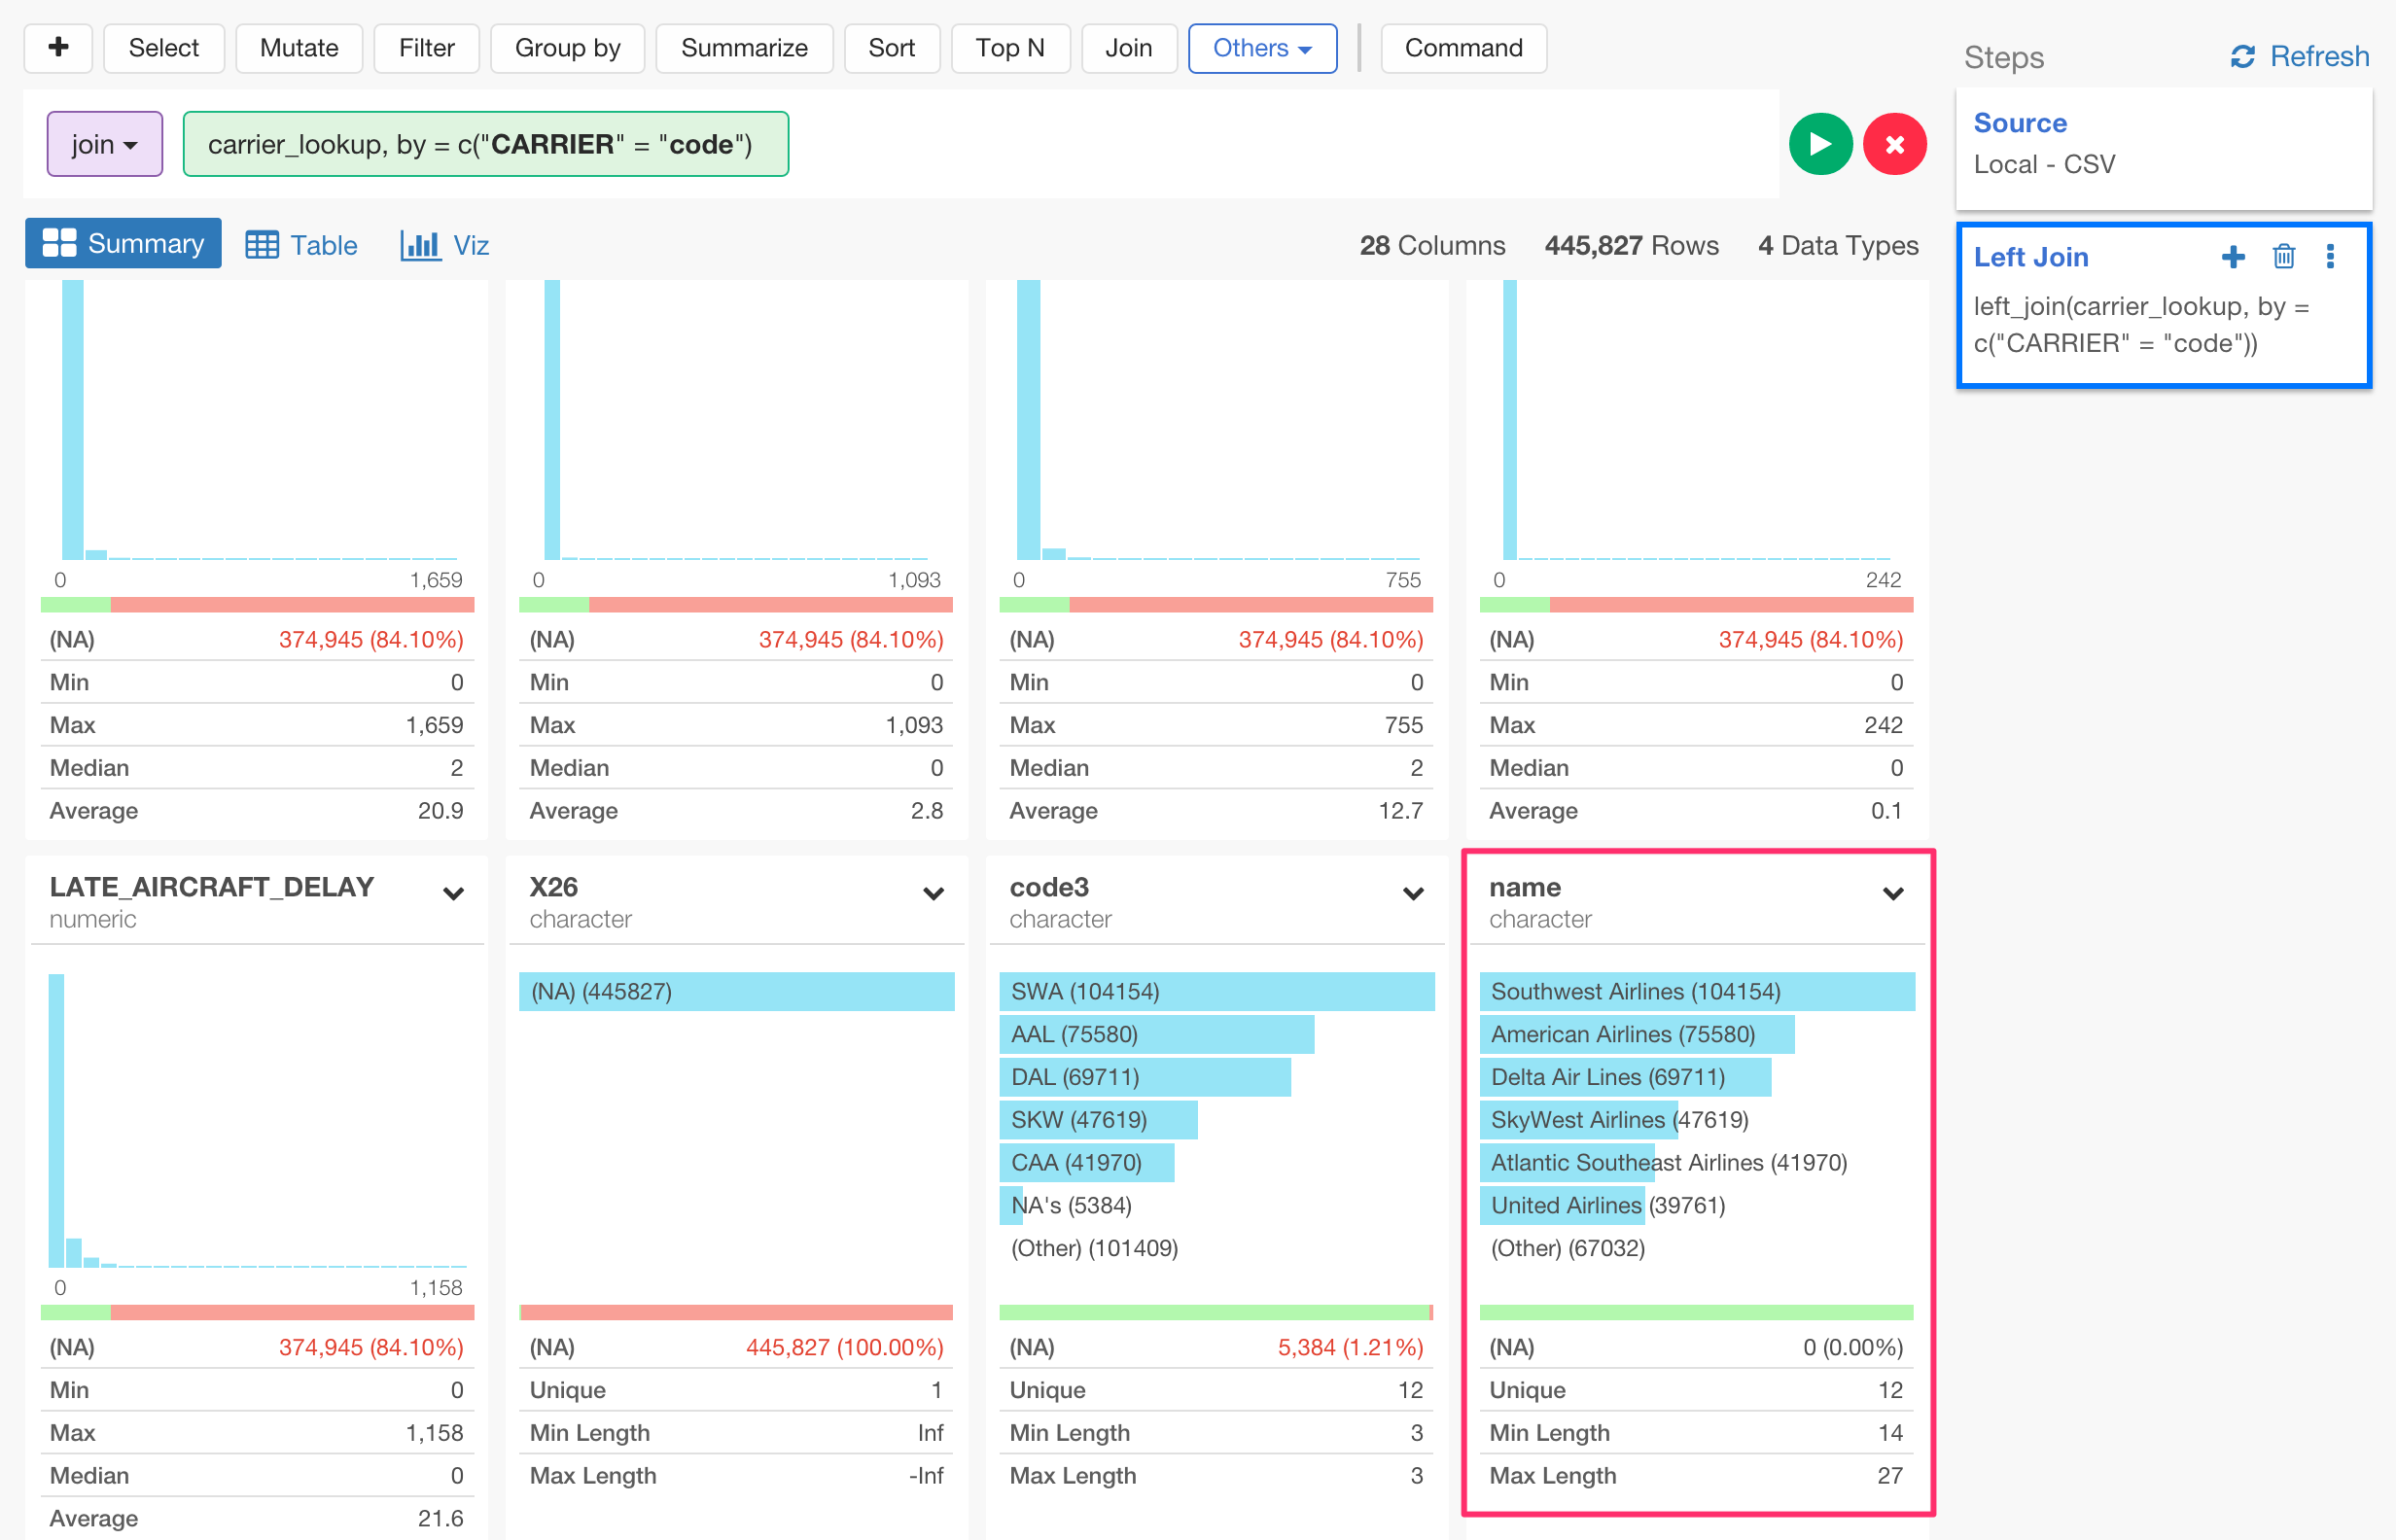 + Select Mutate Filter Group by Summarize Sort Top N Join Others Command
Steps Refresh
join carrier_lookup, by = c("CARRIER" = "code")
Source
Local - CSV
Left Join
left_join(carrier_lookup, by =
c("CARRIER" = "code"))
Summary Table Viz 28 Columns 445,827 Rows 4 Data Types
0 1,659
(NA) 374,945 (84.10%)
Min 0
Max 1,659
Median 2
Average 20.9
0 1,093
(NA) 374,945 (84.10%)
Min 0
Max 1,093
Median 0
Average 2.8
0 755
(NA) 374,945 (84.10%)
Min 0
Max 755
Median 2
Average 12.7
0 242
(NA) 374,945 (84.10%)
Min 0
Max 242
Median 0
Average 0.1
LATE_AIRCRAFT_DELAY
numeric
0 1,158
(NA) 374,945 (84.10%)
Min 0
Max 1,158
Median 0
Average 21.6
X26
character
(NA) (445827)
(NA) 445,827 (100.00%)
Unique 1
Min Length Inf
Max Length -Inf
code3
character
SWA (104154)
AAL (75580)
DAL (69711)
SKW (47619)
CAA (41970)
NA's (5384)
(Other) (101409)
(NA) 5,384 (1.21%)
Unique 12
Min Length 3
Max Length 3
name
character
Southwest Airlines (104154)
American Airlines (75580)
Delta Air Lines (69711)
SkyWest Airlines (47619)
Atlantic Southeast Airlines (41970)
United Airlines (39761)
(Other) (67032)
(NA) 0 (0.00%)
Unique 12
Min Length 14
Max Length 27